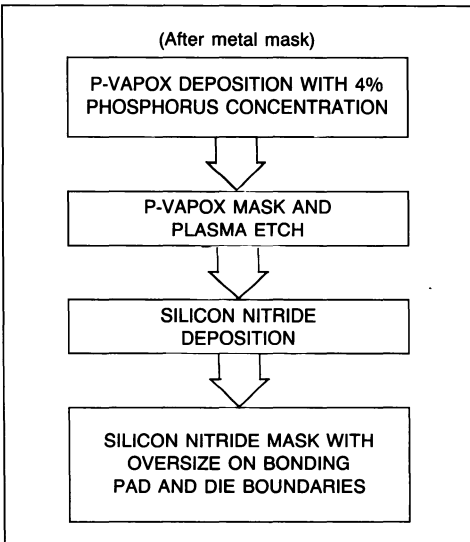 (After metal mask)
P-VAPOX DEPOSITION WITH 4%
PHOSPHORUS CONCENTRATION
P-VAPOX MASK AND
PLASMA ETCH
SILICON NITRIDE
DEPOSITION
SILICON NITRIDE MASK WITH
OVERSIZE ON BONDING
PAD AND DIE BOUNDARIES